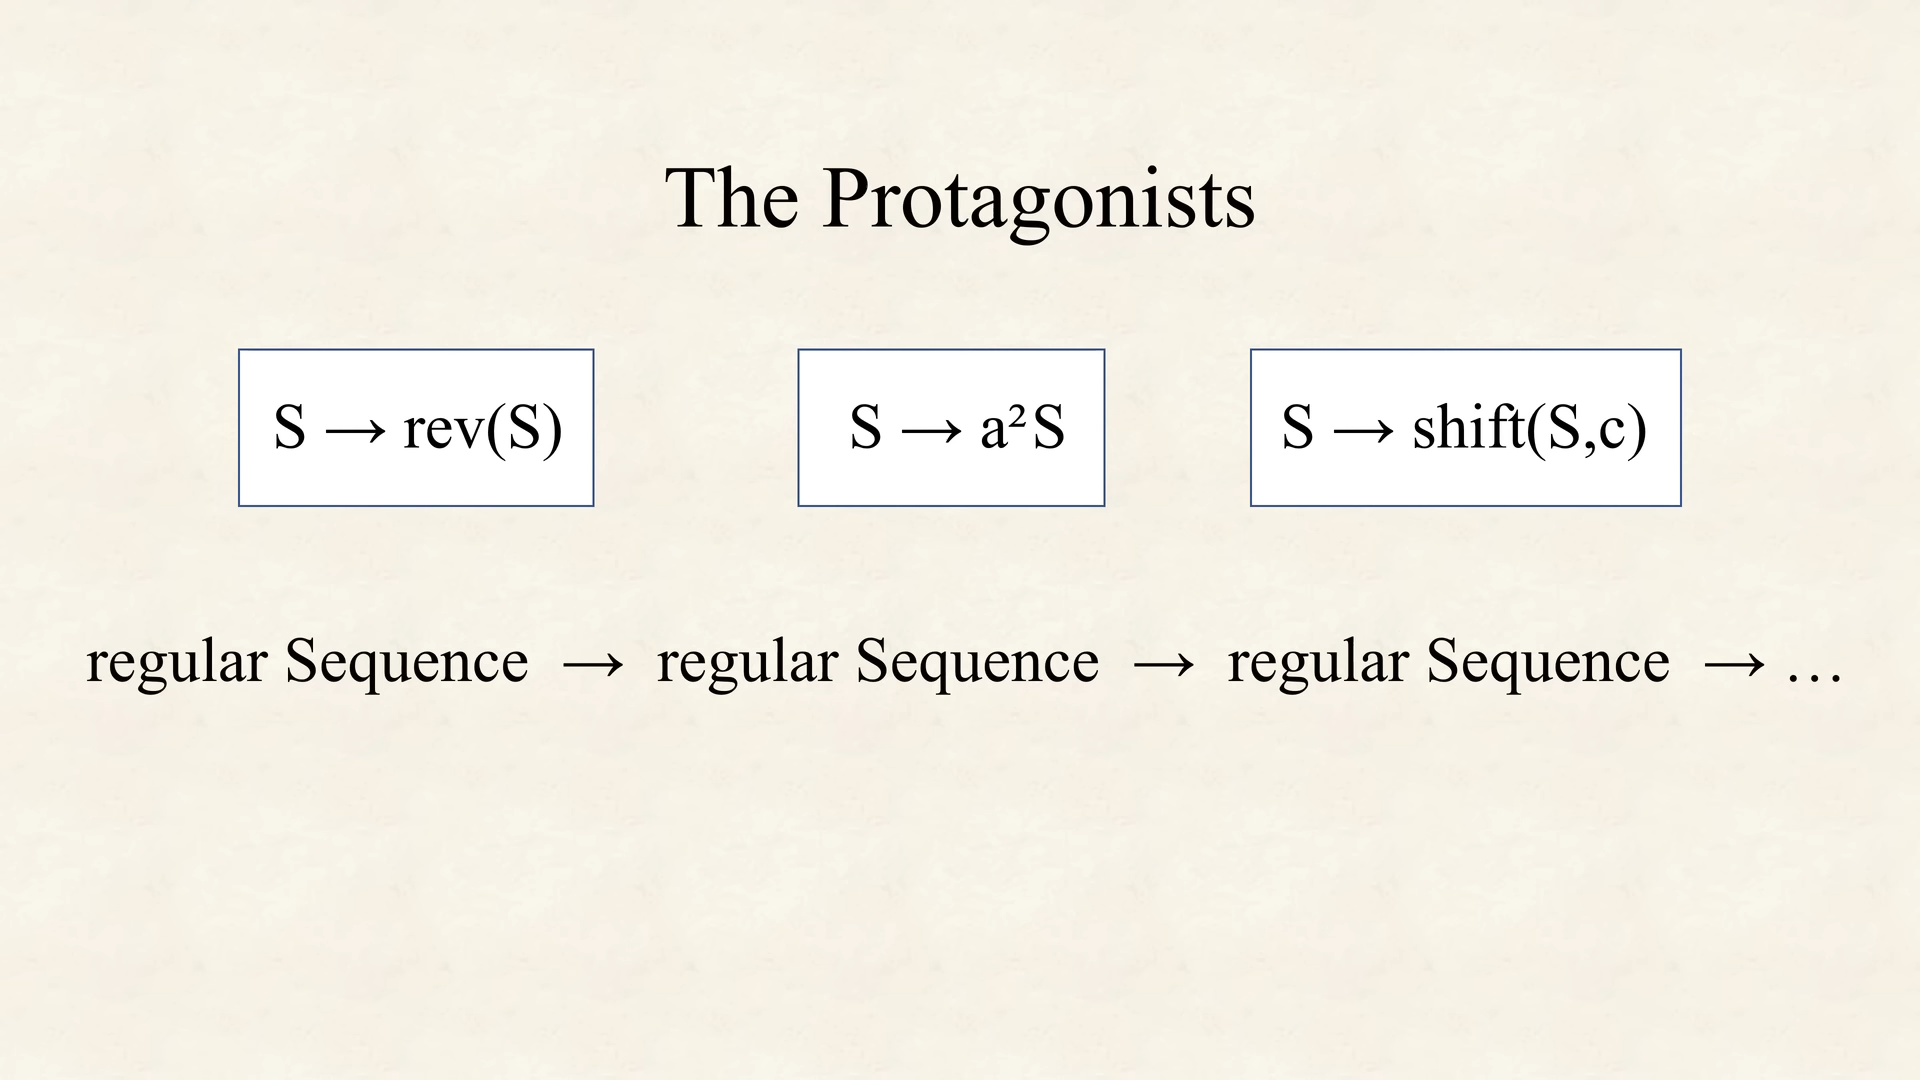 The Protagonists
S → rev(S)
S → a²S
S → shift(S,c)
regular Sequence → regular Sequence → regular Sequence → …